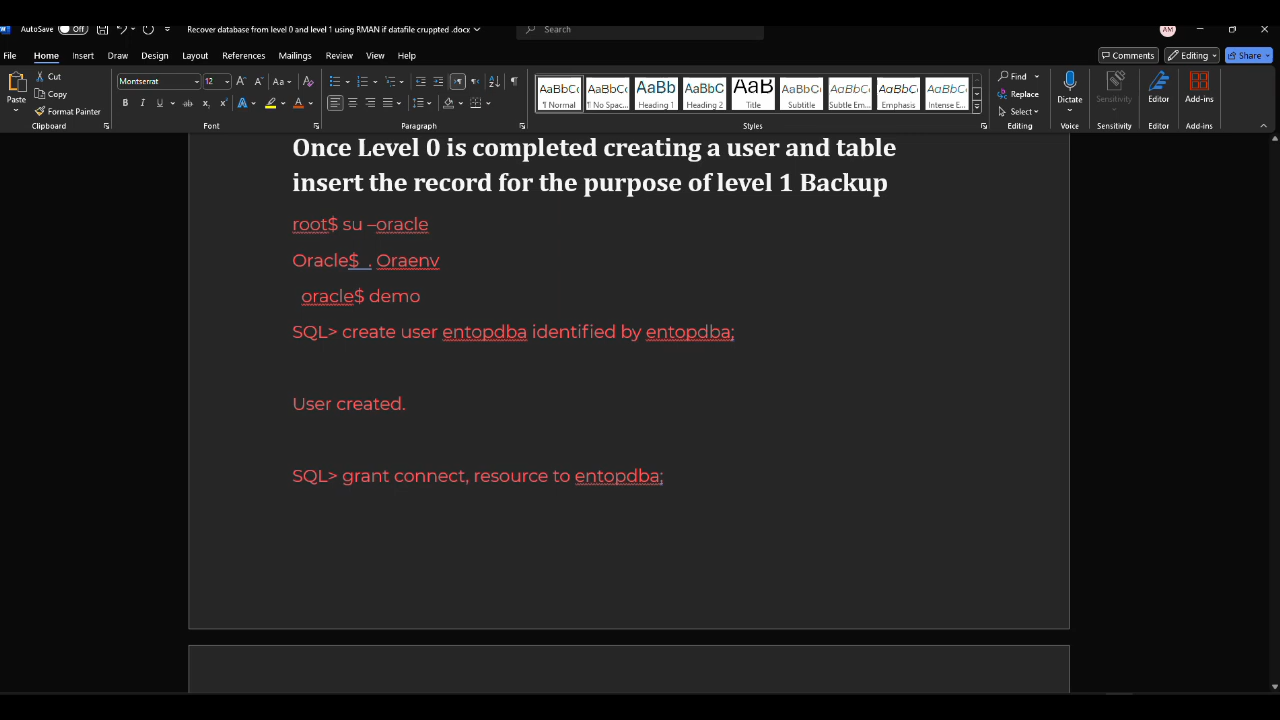 AutoSave Off Recover database from level 0 and level 1 using RMAN if datafile cruppted .docx Search AM
File Home Insert Draw Design Layout References Mailings Review View Help Comments Editing Share
Paste Cut Copy Format Painter Clipboard
Montserrat 12 Font
Paragraph
AaBbCc ¶ Normal AaBbCc ¶ No Spac... AaBb Heading 1 AaBbC Heading 2 AaB Title AaBbCc Subtitle AaBbCc Subtle Em... AaBbCc Emphasis AaBbCc Intense E... Styles
Find Replace Select Editing
Dictate Voice
Sensitivity Sensitivity
Editor Editor
Add-ins Add-ins
Once Level 0 is completed creating a user and table
insert the record for the purpose of level 1 Backup
root$ su –oracle
Oracle$ . Oraenv
oracle$ demo
SQL> create user entopdba identified by entopdba;
User created.
SQL> grant connect, resource to entopdba;